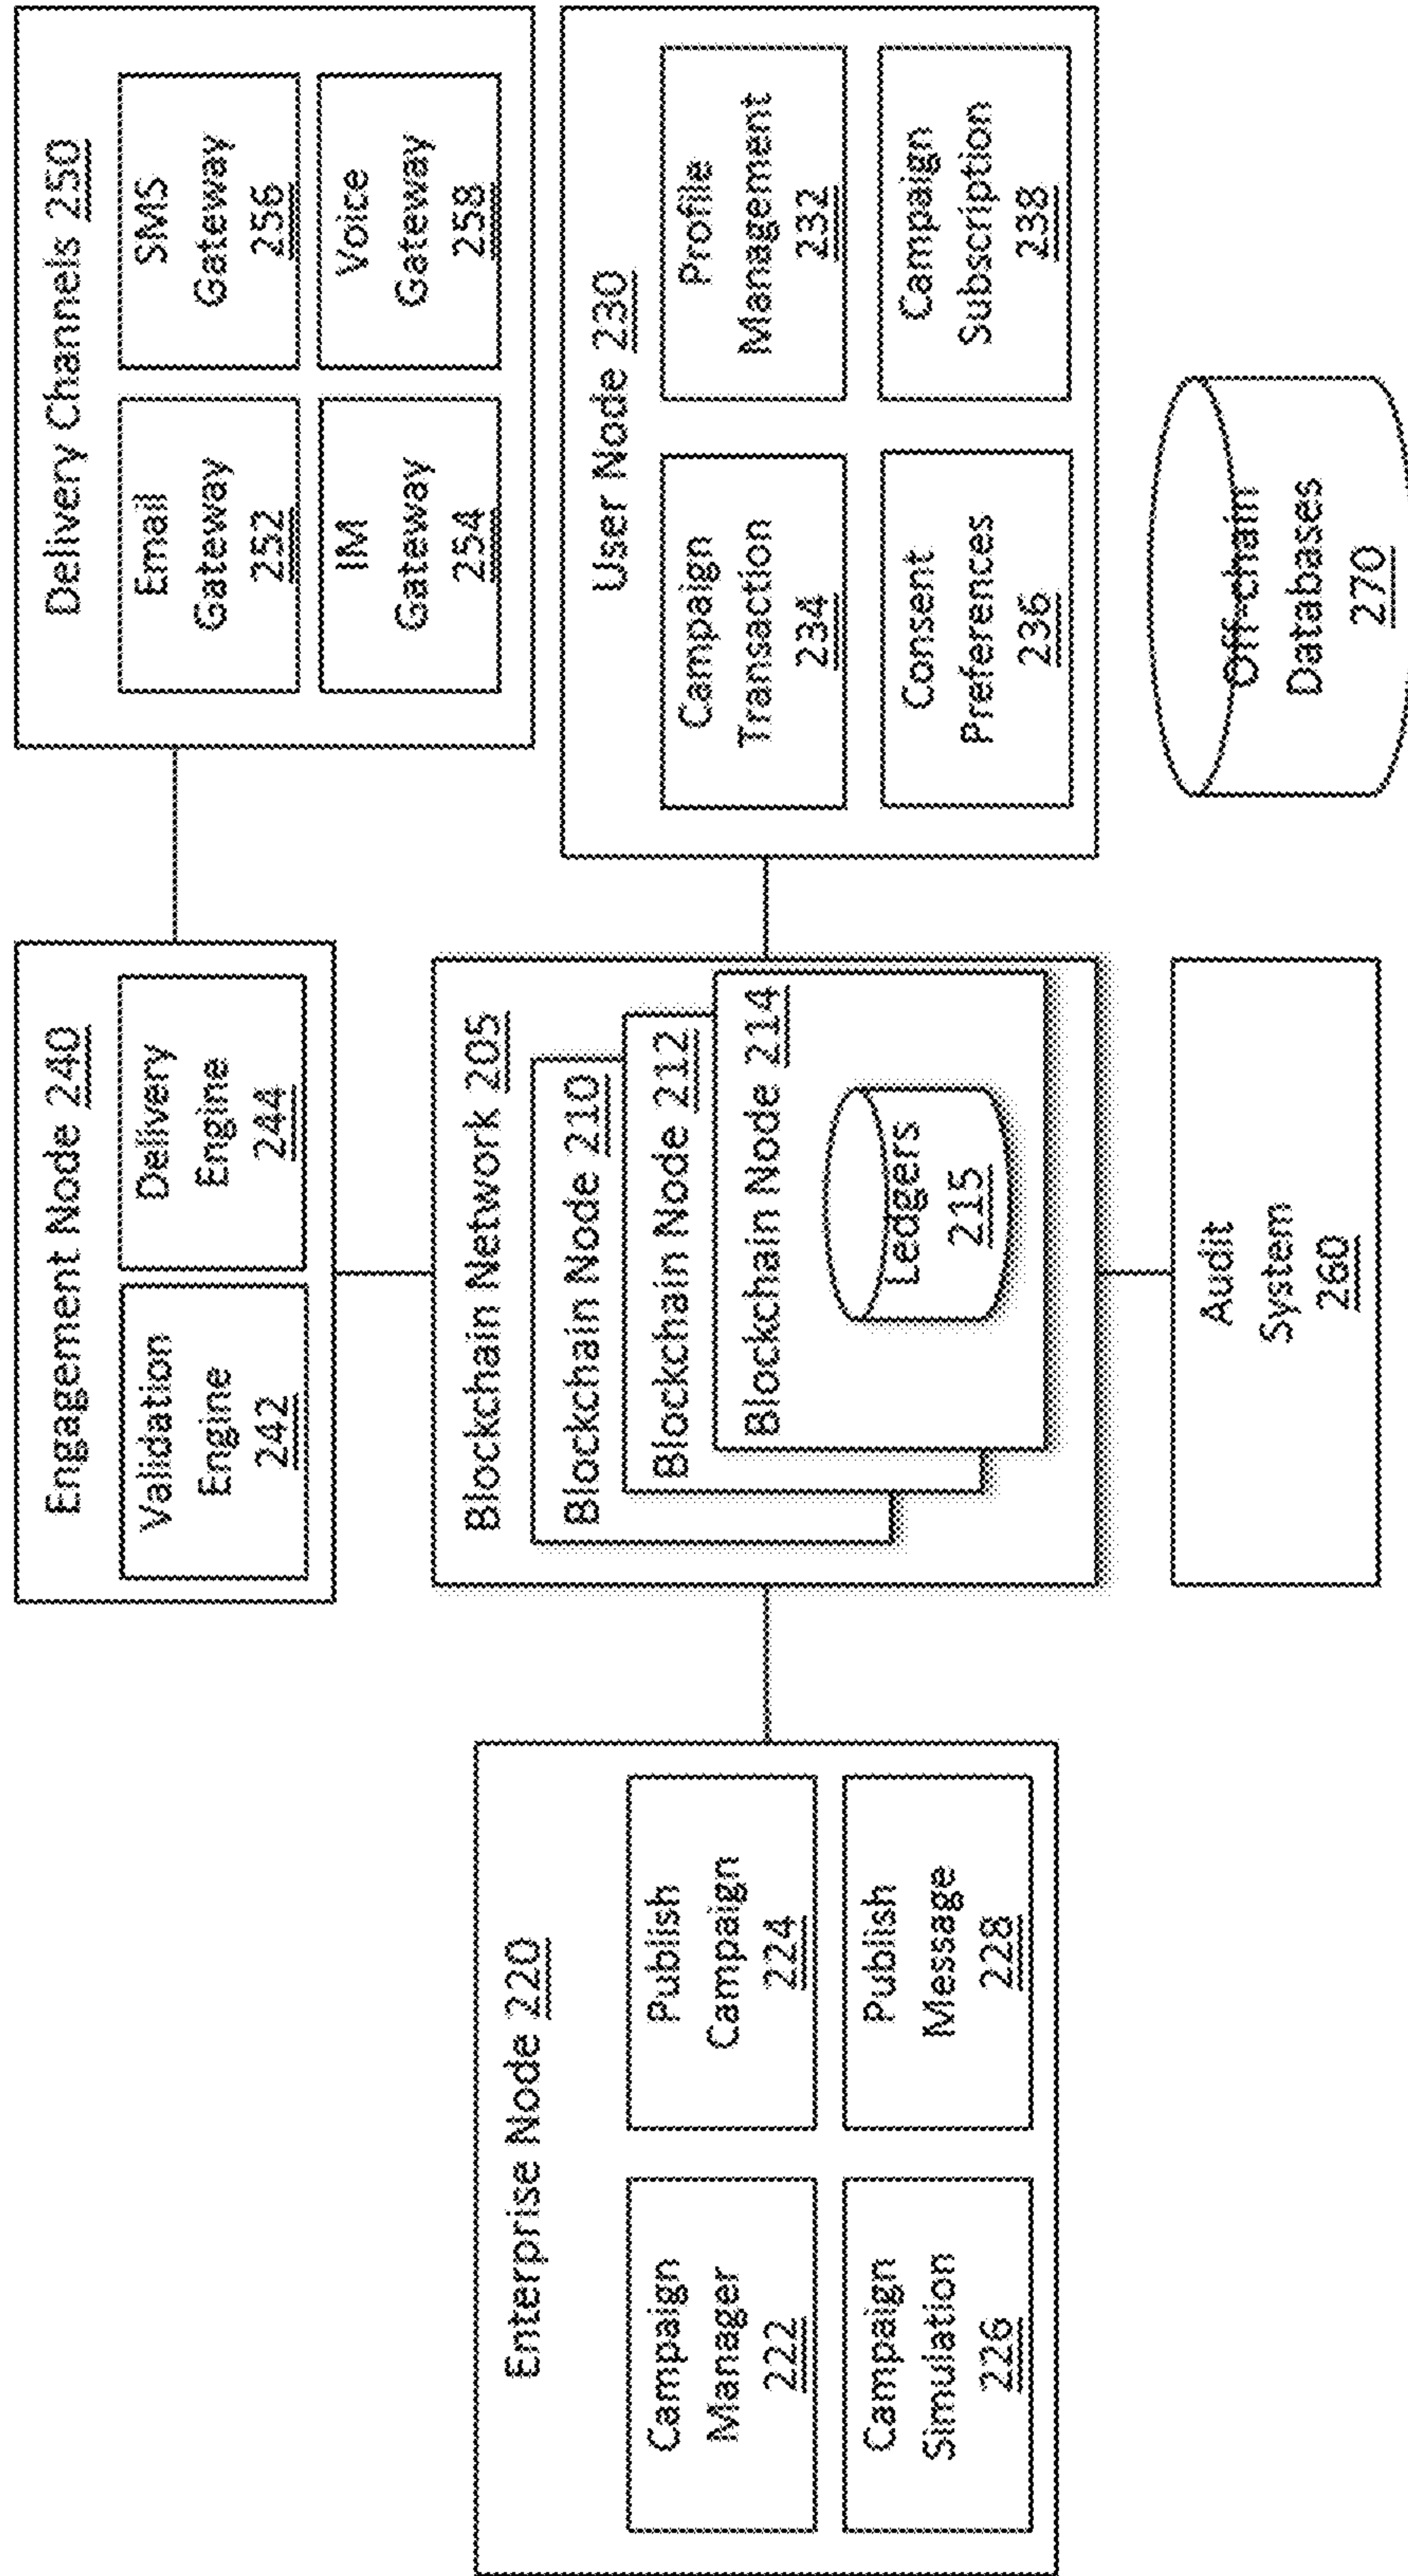 Engagement Node 240
Validation
Engine
242
Delivery
Engine
244
Delivery Channels 250
Email
Gateway
252
SMS
Gateway
256
IM
Gateway
254
Voice
Gateway
258
Enterprise Node 220
Campaign
Manager
222
Publish
Campaign
224
Campaign
Simulation
226
Publish
Message
228
Blockchain Network 205
Blockchain Node 210
Blockchain Node 212
Blockchain Node 214
Ledgers
215
User Node 230
Campaign
Transaction
234
Profile
Management
232
Consent
Preferences
236
Campaign
Subscription
238
Audit
System
260
Off-chain
Databases
270